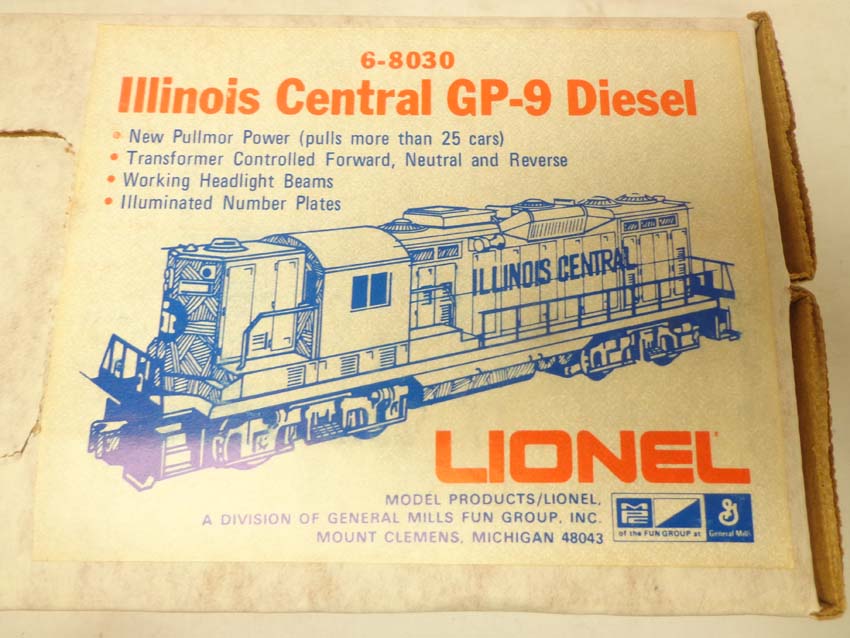 6-8030
Illinois Central GP-9 Diesel
• New Pullmor Power (pulls more than 25 cars)
• Transformer Controlled Forward, Neutral and Reverse
• Working Headlight Beams
• Illuminated Number Plates
ILLINOIS CENTRAL
LIONEL
MODEL PRODUCTS/LIONEL,
A DIVISION OF GENERAL MILLS FUN GROUP, INC.
MOUNT CLEMENS, MICHIGAN 48043
MPC
of the FUN GROUP at
G
General Mills